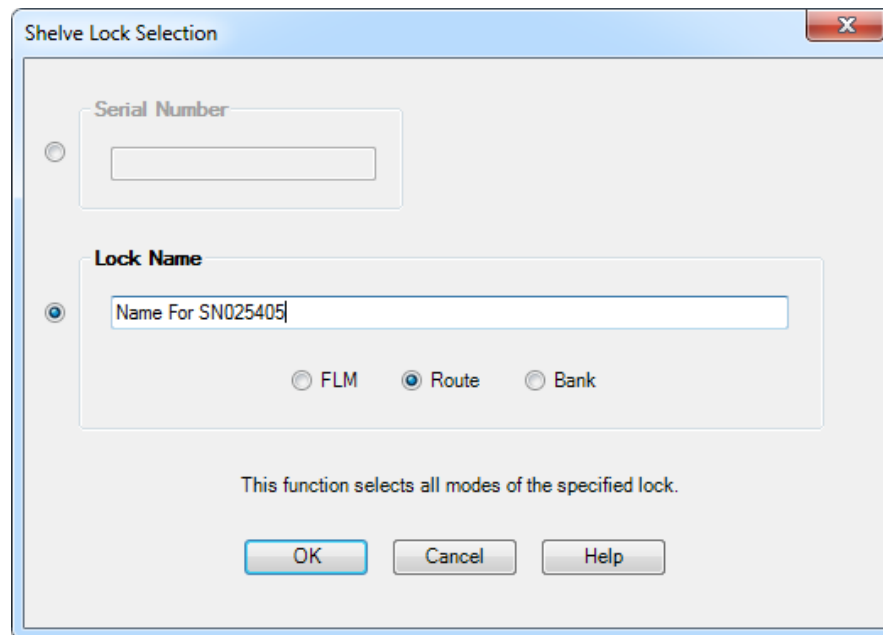 Shelve Lock Selection
Serial Number
Lock Name
Name For SN025405
FLM Route Bank
This function selects all modes of the specified lock.
OK Cancel Help